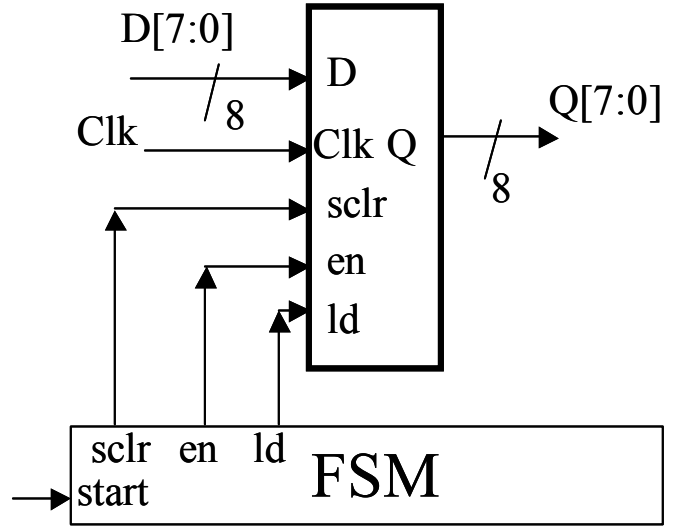 D[7:0]
D
8
Q[7:0]
Clk
Clk Q
8
sclr
en
ld
sclr en ld
FSM
start